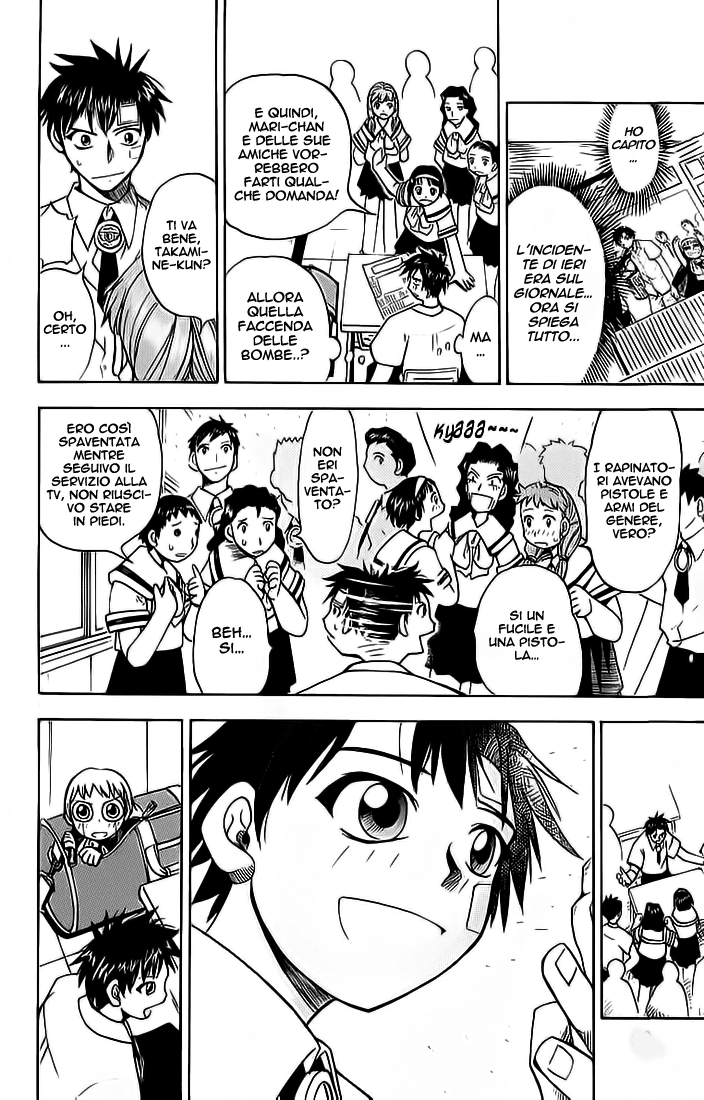 HO
CAPITO
...
L'INCIDEN-
TE DI IERI
ERA SUL
GIORNALE...
ORA SI
SPIEGA
TUTTO...
E QUINDI,
MARI-CHAN
E DELLE SUE
AMICHE VOR-
REBBERO
FARTI QUAL-
CHE DOMANDA!
MA
...
ALLORA
QUELLA
FACCENDA
DELLE
BOMBE..?
TI VA
BENE,
TAKAMI-
NE-KUN?
OH,
CERTO
...
I RAPINATO-
RI AVEVANO
PISTOLE E
ARMI DEL
GENERE,
VERO?
SI UN
FUCILE E
UNA PISTO-
LA...
KYAAA~~~
NON
ERI
SPA-
VENTA-
TO?
BEH...
SI...
ERO COSÌ
SPAVENTATA
MENTRE
SEGUIVO IL
SERVIZIO ALLA
TV, NON RIUSCI-
VO STARE
IN PIEDI.